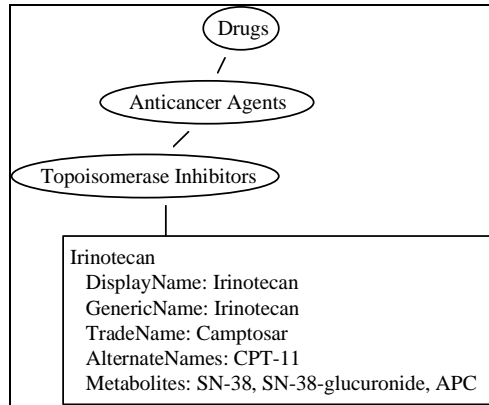 Drugs
Anticancer Agents
Topoisomerase Inhibitors
Irinotecan
DisplayName: Irinotecan
GenericName: Irinotecan
TradeName: Camptosar
AlternateNames: CPT-11
Metabolites: SN-38, SN-38-glucuronide, APC